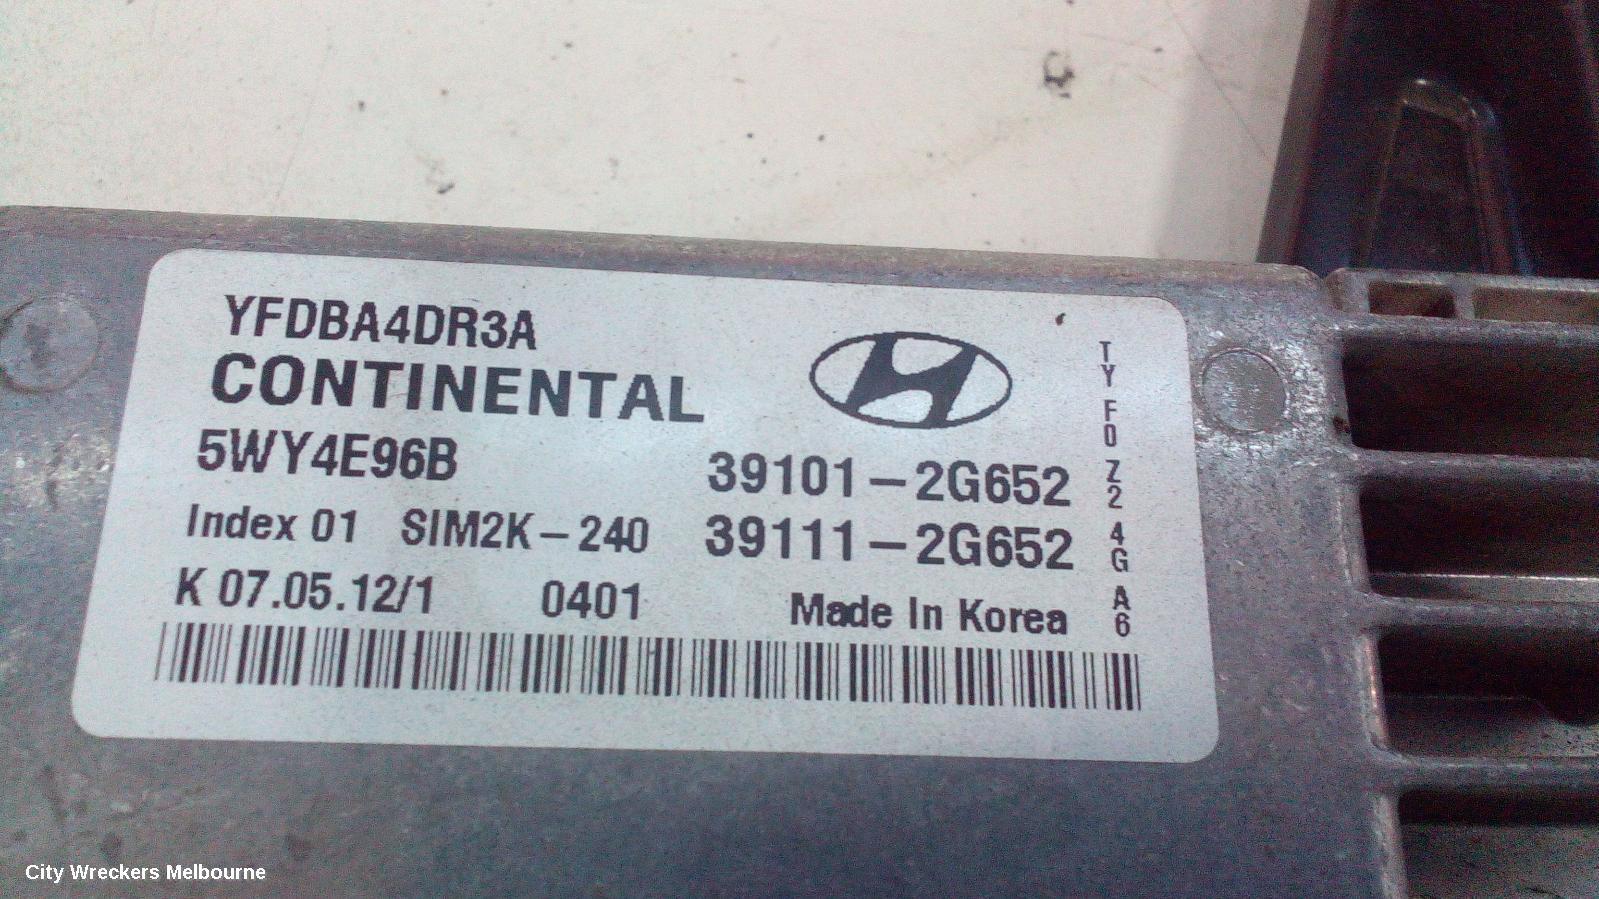 YFDBA4DR3A
CONTINENTAL
5WY4E96B
39101-2G652
Index 01 SIM2K-240 39111-2G652
K 07.05.12/1 0401 Made In Korea
TY F0 Z2 4G A6
City Wreckers Melbourne